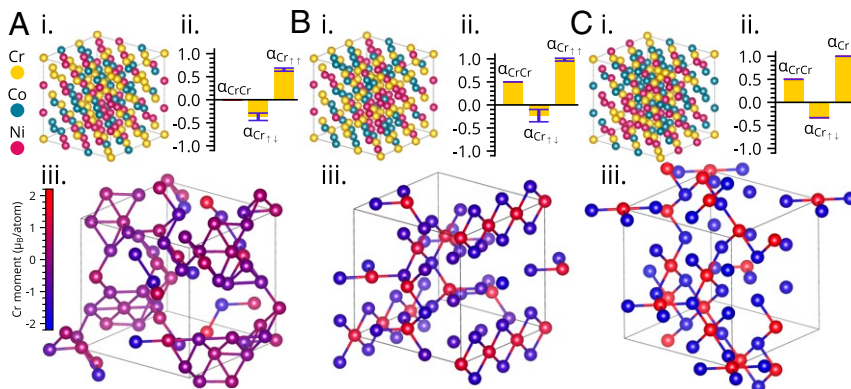 A i. ii. B i. ii. C i. ii.
Cr
Co
Ni
1.0
0.5
0.0
-0.5
-1.0
αCrCr
αCr↑↑
αCr↑↓
1.0
0.5
0.0
-0.5
-1.0
αCrCr
αCr↑↑
αCr↑↓
1.0
0.5
0.0
-0.5
-1.0
αCrCr
αCr↑↑
αCr↑↓
iii. iii. iii.
Cr moment (μB/atom)
2
1
0
-1
-2